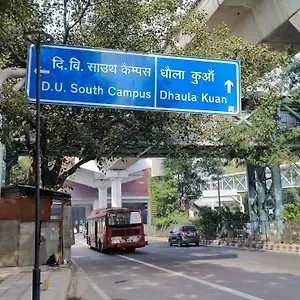 दि.वि. साउथ कैम्पस धौला कुआँ
D.U. South Campus Dhaula Kuan